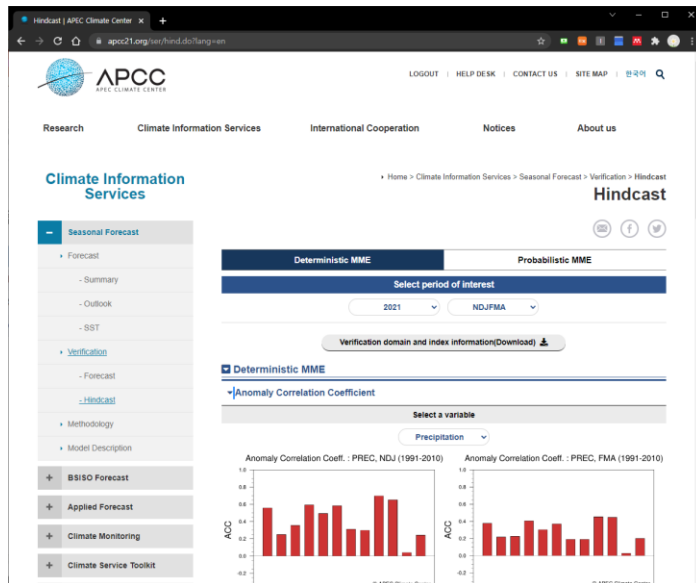 Hindcast | APEC Climate Center
apcc21.org/ser/hind.do?lang=en
APCC
APEC CLIMATE CENTER
LOGOUT | HELP DESK | CONTACT US | SITE MAP | 한국어
Research Climate Information Services International Cooperation Notices About us
Climate Information
Services
Home > Climate Information Services > Seasonal Forecast > Verification > Hindcast
Hindcast
Seasonal Forecast
Forecast
- Summary
- Outlook
- SST
Verification
- Forecast
- Hindcast
Methodology
Model Description
BSISO Forecast
Applied Forecast
Climate Monitoring
Climate Service Toolkit
Deterministic MME Probabilistic MME
Select period of interest
2021 NDJFMA
Verification domain and index information(Download)
Deterministic MME
Anomaly Correlation Coefficient
Select a variable
Precipitation
Anomaly Correlation Coeff. : PREC, NDJ (1991-2010)
1.0
0.8
0.6
0.4
0.2
0.0
-0.2
ACC
© APEC Climate Center
Anomaly Correlation Coeff. : PREC, FMA (1991-2010)
1.0
0.8
0.6
0.4
0.2
0.0
-0.2
ACC
© APEC Climate Center